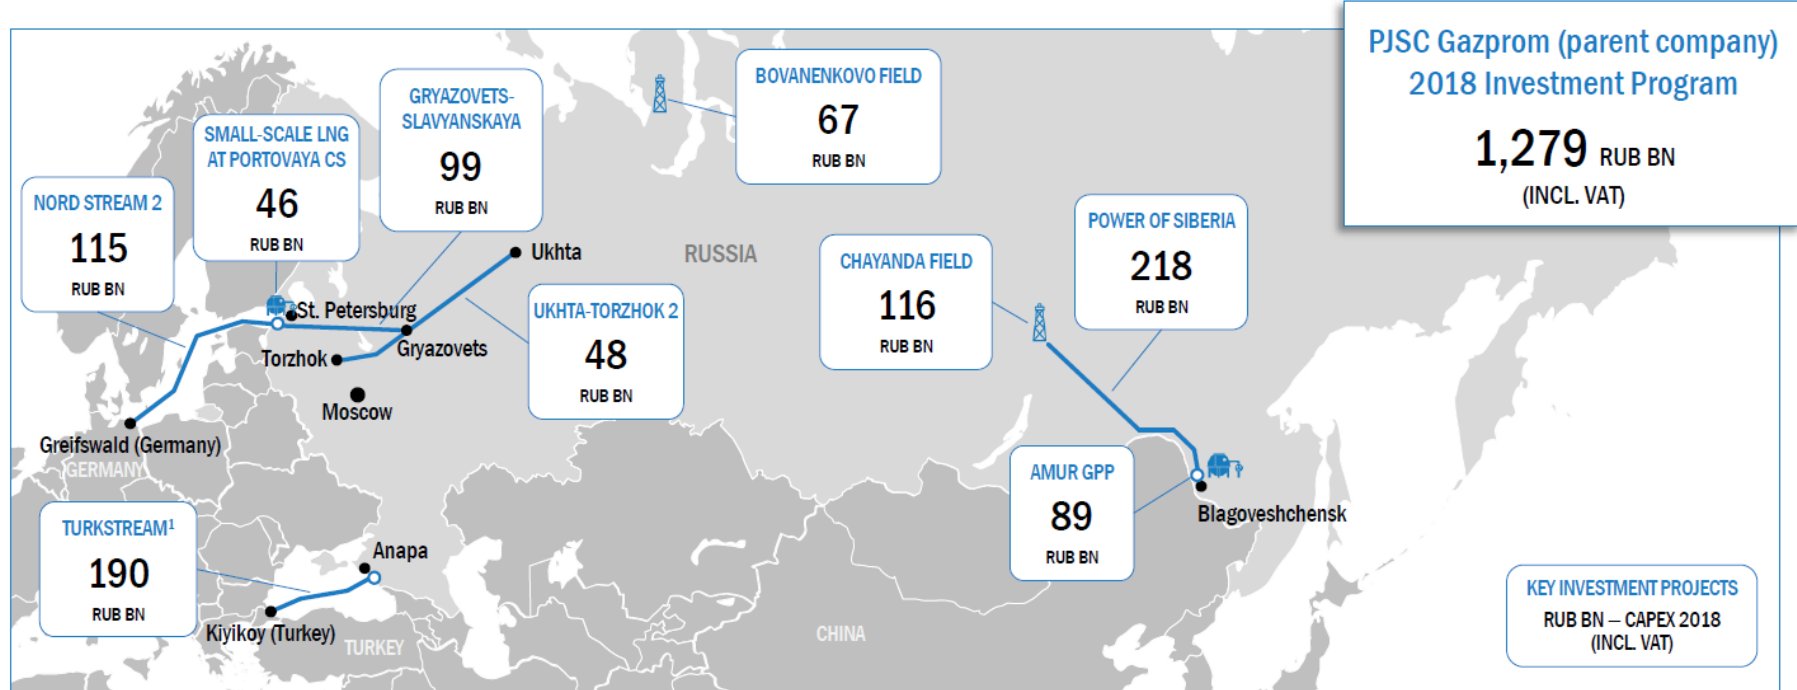 PJSC Gazprom (parent company)
2018 Investment Program
1,279 RUB BN
(INCL. VAT)
BOVANENKOVO FIELD
67
RUB BN
GRYAZOVETS-
SLAVYANSKAYA
99
RUB BN
SMALL-SCALE LNG
AT PORTOVAYA CS
46
RUB BN
NORD STREAM 2
115
RUB BN
POWER OF SIBERIA
218
RUB BN
CHAYANDA FIELD
116
RUB BN
Ukhta
RUSSIA
UKHTA-TORZHOK 2
48
RUB BN
St. Petersburg
Gryazovets
Torzhok
Moscow
Greifswald (Germany)
GERMANY
AMUR GPP
89
RUB BN
Blagoveshchensk
TURKSTREAM¹
190
RUB BN
Anapa
Kiyikoy (Turkey)
TURKEY
CHINA
KEY INVESTMENT PROJECTS
RUB BN – CAPEX 2018
(INCL. VAT)